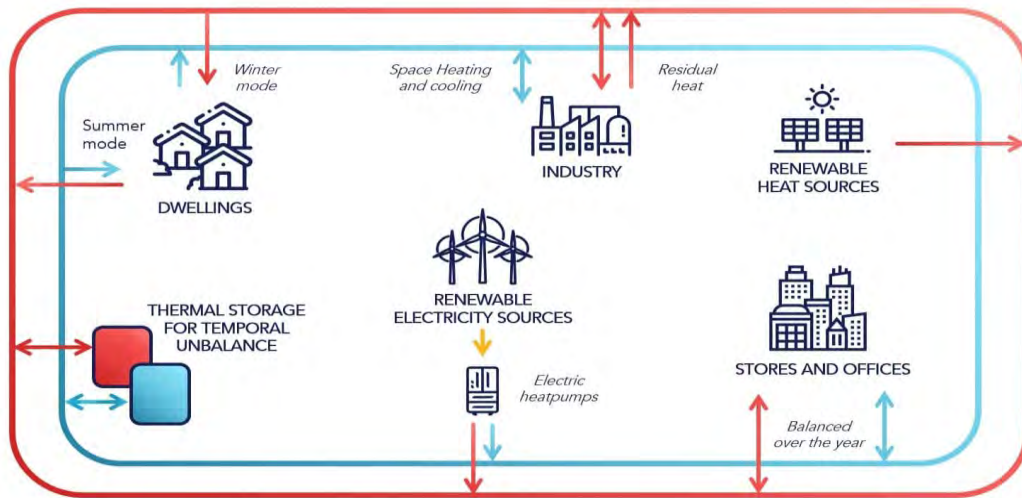 Winter
mode
Space Heating
and cooling
Residual
heat
Summer
mode
DWELLINGS
INDUSTRY
RENEWABLE
HEAT SOURCES
RENEWABLE
ELECTRICITY SOURCES
THERMAL STORAGE
FOR TEMPORAL
UNBALANCE
Electric
heatpumps
STORES AND OFFICES
Balanced
over the year